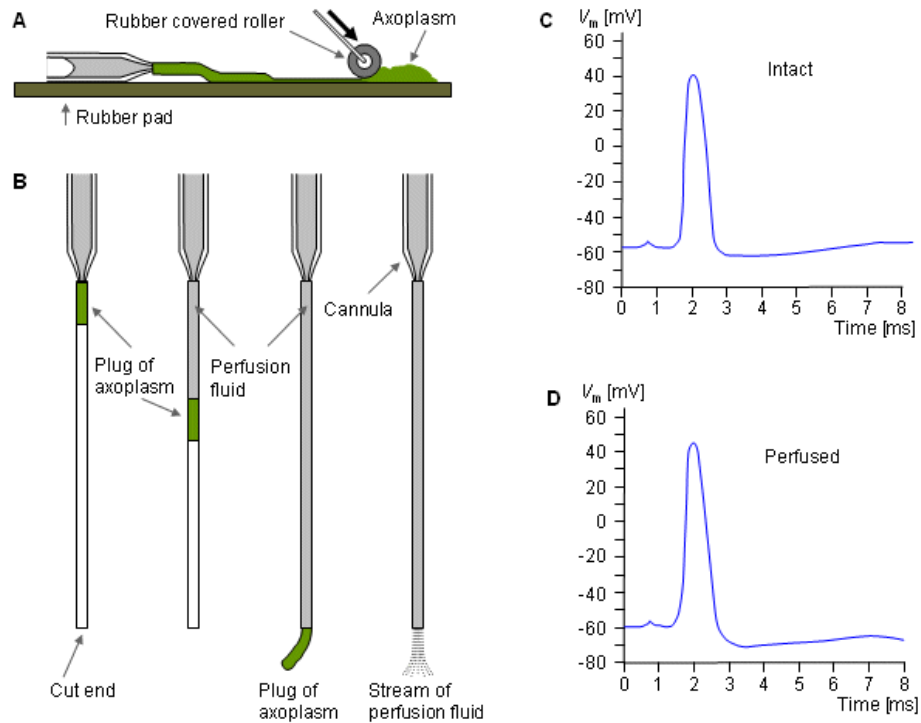 A
Rubber covered roller
Axoplasm
Rubber pad
B
Plug of
axoplasm
Perfusion
fluid
Cannula
Cut end
Plug of
axoplasm
Stream of
perfusion fluid
C
Vm [mV]
60
40
20
0
-20
-40
-60
-80
Intact
0 1 2 3 4 5 6 7 8
Time [ms]
D
Vm [mV]
60
40
20
0
-20
-40
-60
-80
Perfused
0 1 2 3 4 5 6 7 8
Time [ms]